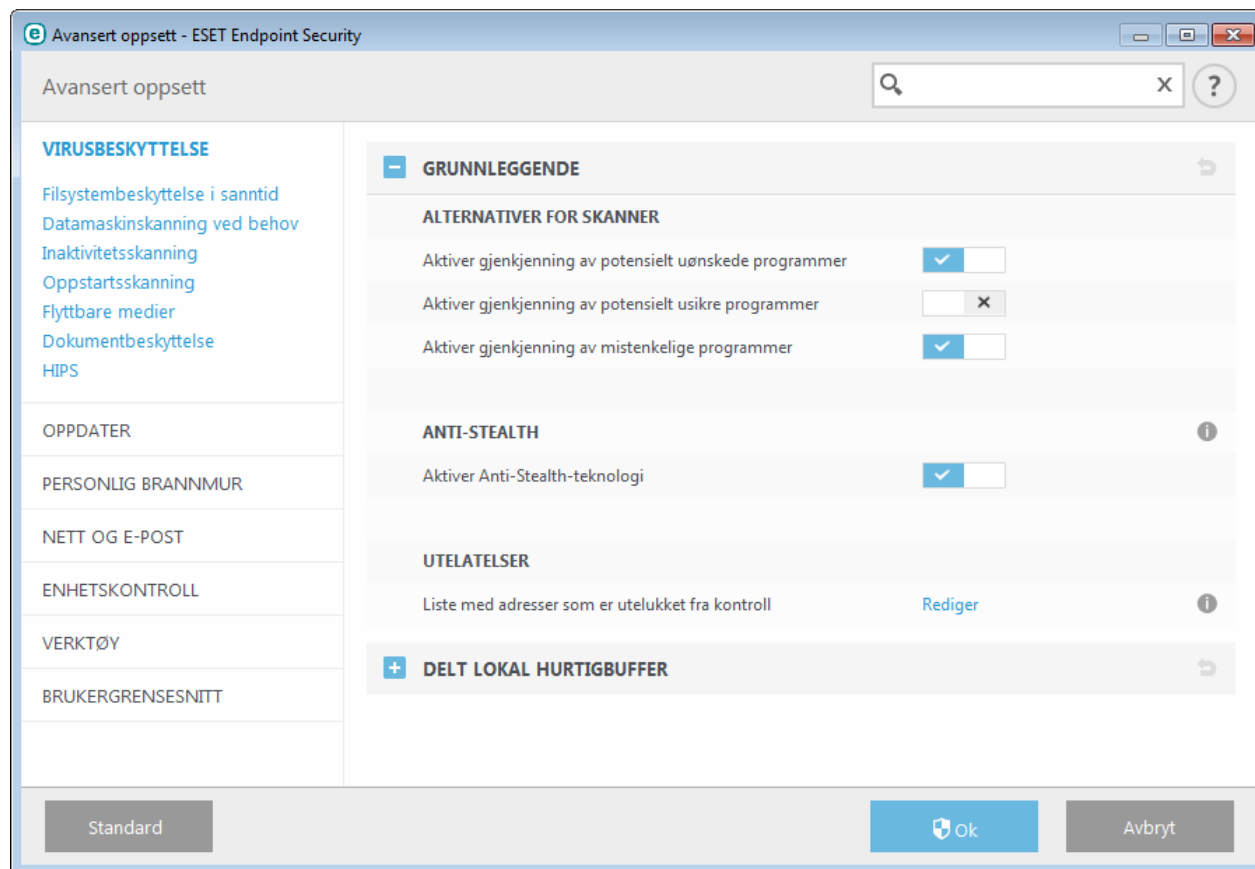 Avansert oppsett - ESET Endpoint Security
Avansert oppsett
VIRUSBESKYTTELSE
Filsystembeskyttelse i sanntid
Datamaskinskanning ved behov
Inaktivitetsskanning
Oppstartsskanning
Flyttbare medier
Dokumentbeskyttelse
HIPS
OPPDATER
PERSONLIG BRANNMUR
NETT OG E-POST
ENHETSKONTROLL
VERKTØY
BRUKERGRENSESNITT
GRUNNLEGGENDE
ALTERNATIVER FOR SKANNER
Aktiver gjenkjenning av potensielt uønskede programmer
Aktiver gjenkjenning av potensielt usikre programmer
Aktiver gjenkjenning av mistenkelige programmer
ANTI-STEALTH
Aktiver Anti-Stealth-teknologi
UTELATELSER
Liste med adresser som er utelukket fra kontroll Rediger
DELT LOKAL HURTIGBUFFER
Standard
Ok
Avbryt